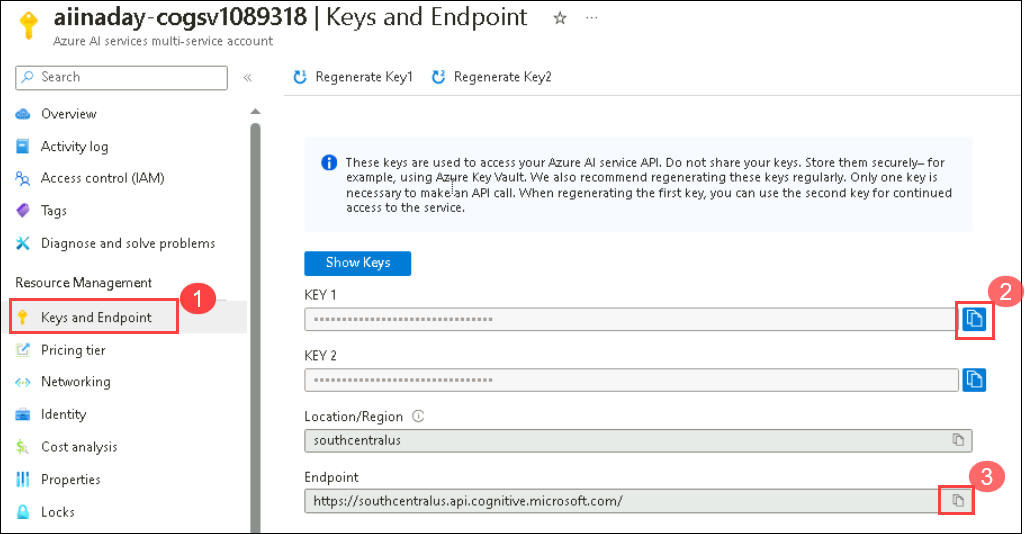 aiinaday-cogsv1089318 | Keys and Endpoint
Azure AI services multi-service account
Search
Regenerate Key1
Regenerate Key2
Overview
Activity log
Access control (IAM)
Tags
Diagnose and solve problems
These keys are used to access your Azure AI service API. Do not share your keys. Store them securely– for
example, using Azure Key Vault. We also recommend regenerating these keys regularly. Only one key is
necessary to make an API call. When regenerating the first key, you can use the second key for continued
access to the service.
Show Keys
Resource Management
1
Keys and Endpoint
Pricing tier
Networking
Identity
Cost analysis
Properties
Locks
KEY 1
2
KEY 2
Location/Region
southcentralus
Endpoint
3
https://southcentralus.api.cognitive.microsoft.com/